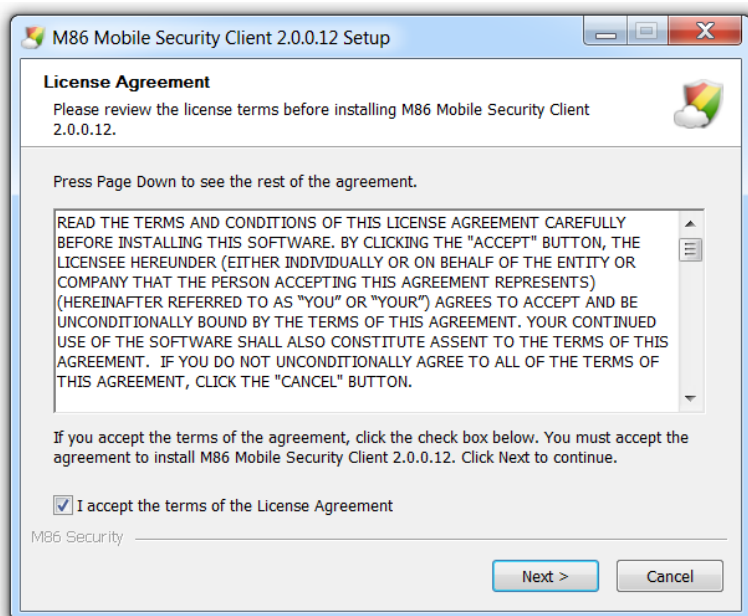 M86 Mobile Security Client 2.0.0.12 Setup
License Agreement
Please review the license terms before installing M86 Mobile Security Client
2.0.0.12.
Press Page Down to see the rest of the agreement.
READ THE TERMS AND CONDITIONS OF THIS LICENSE AGREEMENT CAREFULLY
BEFORE INSTALLING THIS SOFTWARE. BY CLICKING THE "ACCEPT" BUTTON, THE
LICENSEE HEREUNDER (EITHER INDIVIDUALLY OR ON BEHALF OF THE ENTITY OR
COMPANY THAT THE PERSON ACCEPTING THIS AGREEMENT REPRESENTS)
(HEREINAFTER REFERRED TO AS “YOU” OR “YOUR”) AGREES TO ACCEPT AND BE
UNCONDITIONALLY BOUND BY THE TERMS OF THIS AGREEMENT. YOUR CONTINUED
USE OF THE SOFTWARE SHALL ALSO CONSTITUTE ASSENT TO THE TERMS OF THIS
AGREEMENT.  IF YOU DO NOT UNCONDITIONALLY AGREE TO ALL OF THE TERMS OF
THIS AGREEMENT, CLICK THE "CANCEL" BUTTON.
If you accept the terms of the agreement, click the check box below. You must accept the
agreement to install M86 Mobile Security Client 2.0.0.12. Click Next to continue.
I accept the terms of the License Agreement
M86 Security
Next >
Cancel